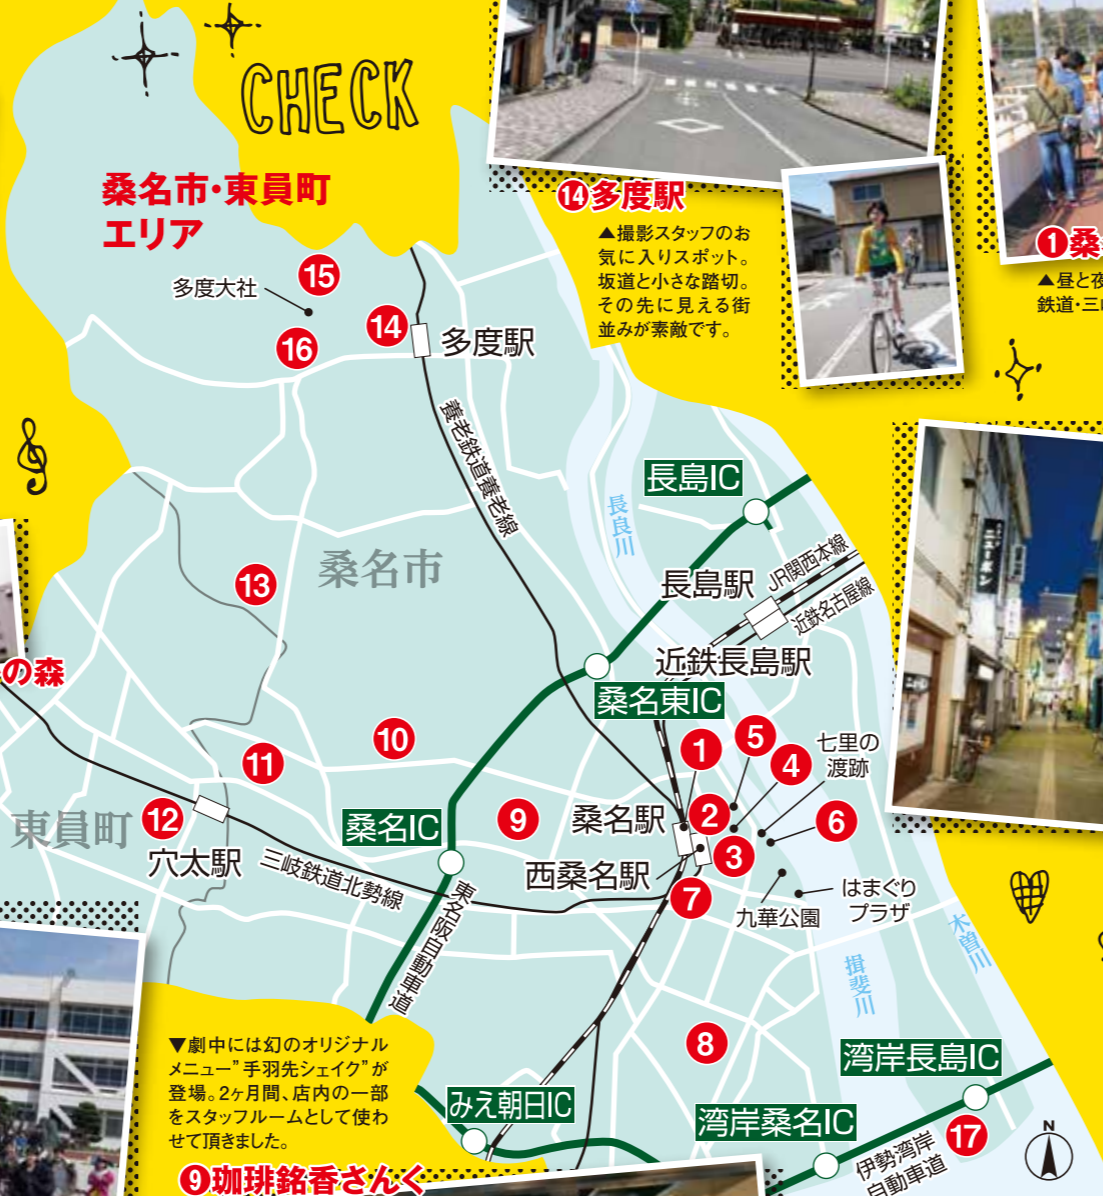 CHECK
桑名市・東員町
エリア
⑭多度駅
▲撮影スタッフのお
気に入りスポット。
坂道と小さな踏切。
その先に見える街
並みが素敵です。
❶桑
▲昼と夜
鉄道・三
多度大社
⑮
⑯
⑭
多度駅
養老鉄道養老線
長島IC
長良川
桑名市
⑬
長島駅
JR関西本線
近鉄名古屋線
近鉄長島駅
の森
桑名東IC
⑩
⑪
①
⑤
④
七里の
渡跡
東員町
⑫
穴太駅
桑名IC
⑨
桑名駅
②
⑥
西桑名駅
③
三岐鉄道北勢線
⑦
九華公園
はまぐり
プラザ
東名阪自動車道
木曽川
揖斐川
⑧
▼劇中には幻のオリジナル
メニュー”手羽先シェイク”が
登場。2ヶ月間、店内の一部
をスタッフルームとして使わ
せて頂きました。
みえ朝日IC
湾岸長島IC
湾岸桑名IC
⑰
伊勢湾岸
自動車道
N
❾珈琲銘香さんく
ニューポン